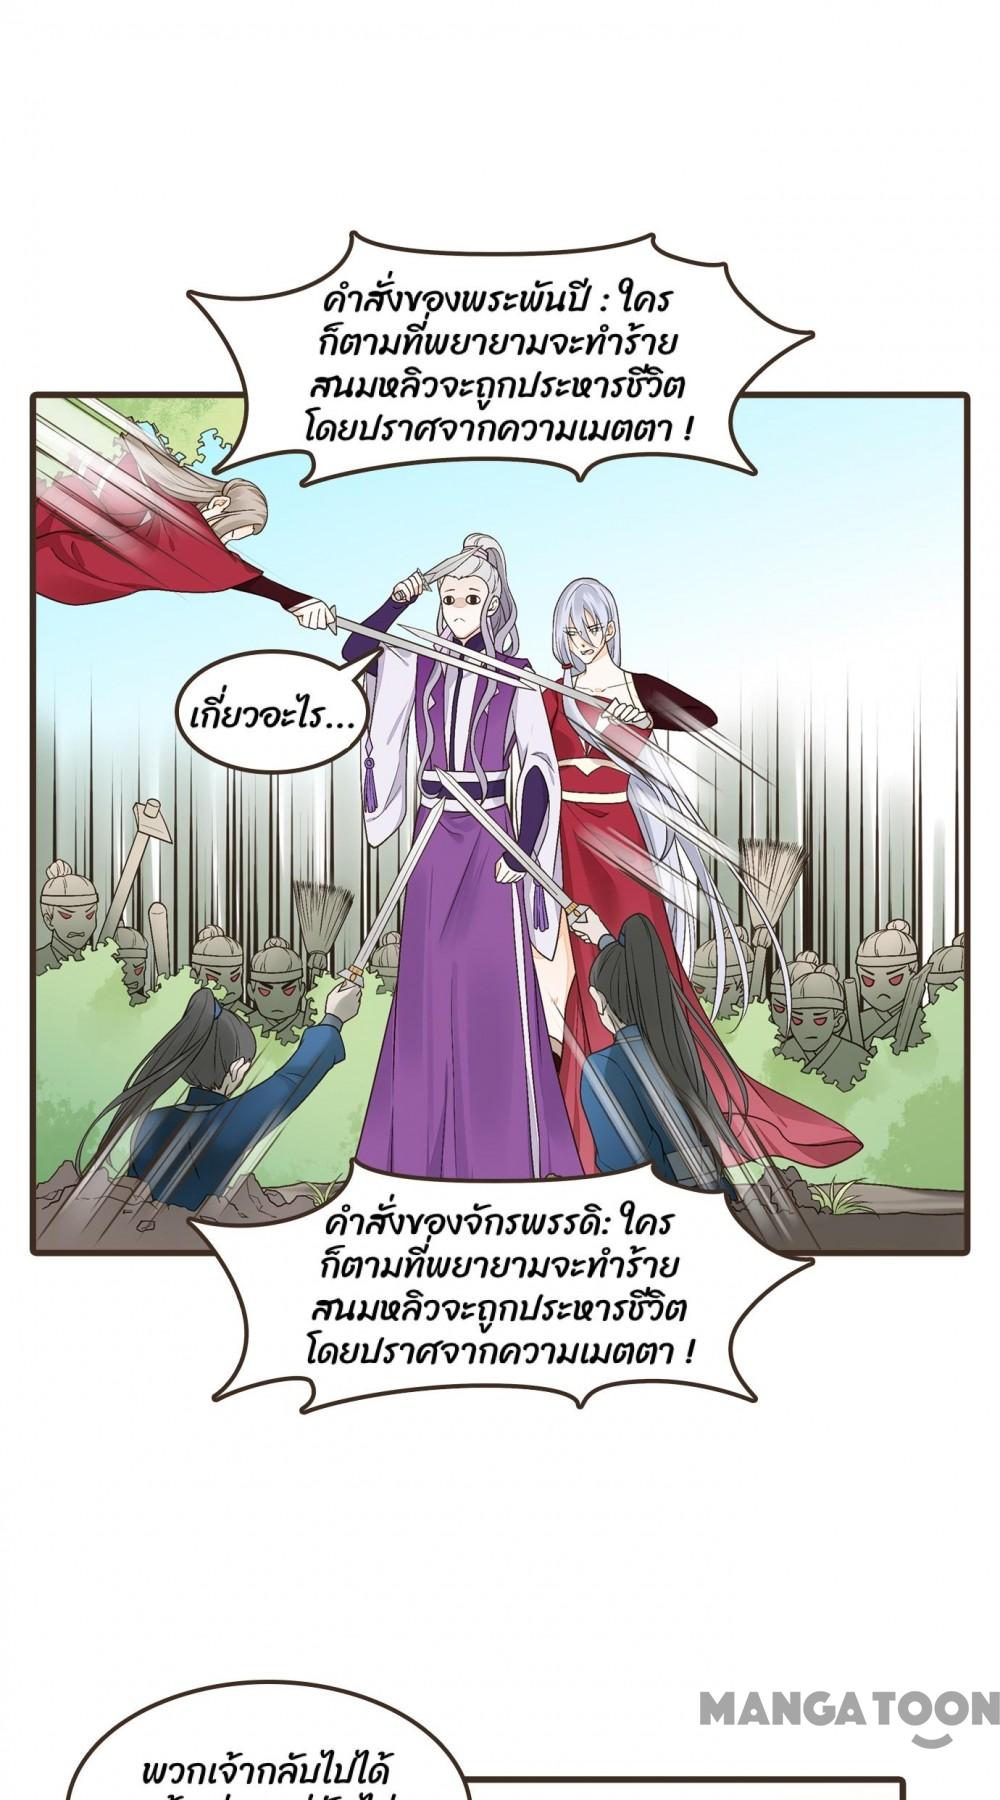 คำสั่งของพระพันปี : ใคร
ก็ตามที่พยายามจะทำร้าย
สนมหลิวจะถูกประหารชีวิต
โดยปราศจากความเมตตา !
เกี่ยวอะไร...
คำสั่งของจักรพรรดิ: ใคร
ก็ตามที่พยายามจะทำร้าย
สนมหลิวจะถูกประหารชีวิต
โดยปราศจากความเมตตา !
MANGATOON
พวกเจ้ากลับไปได้